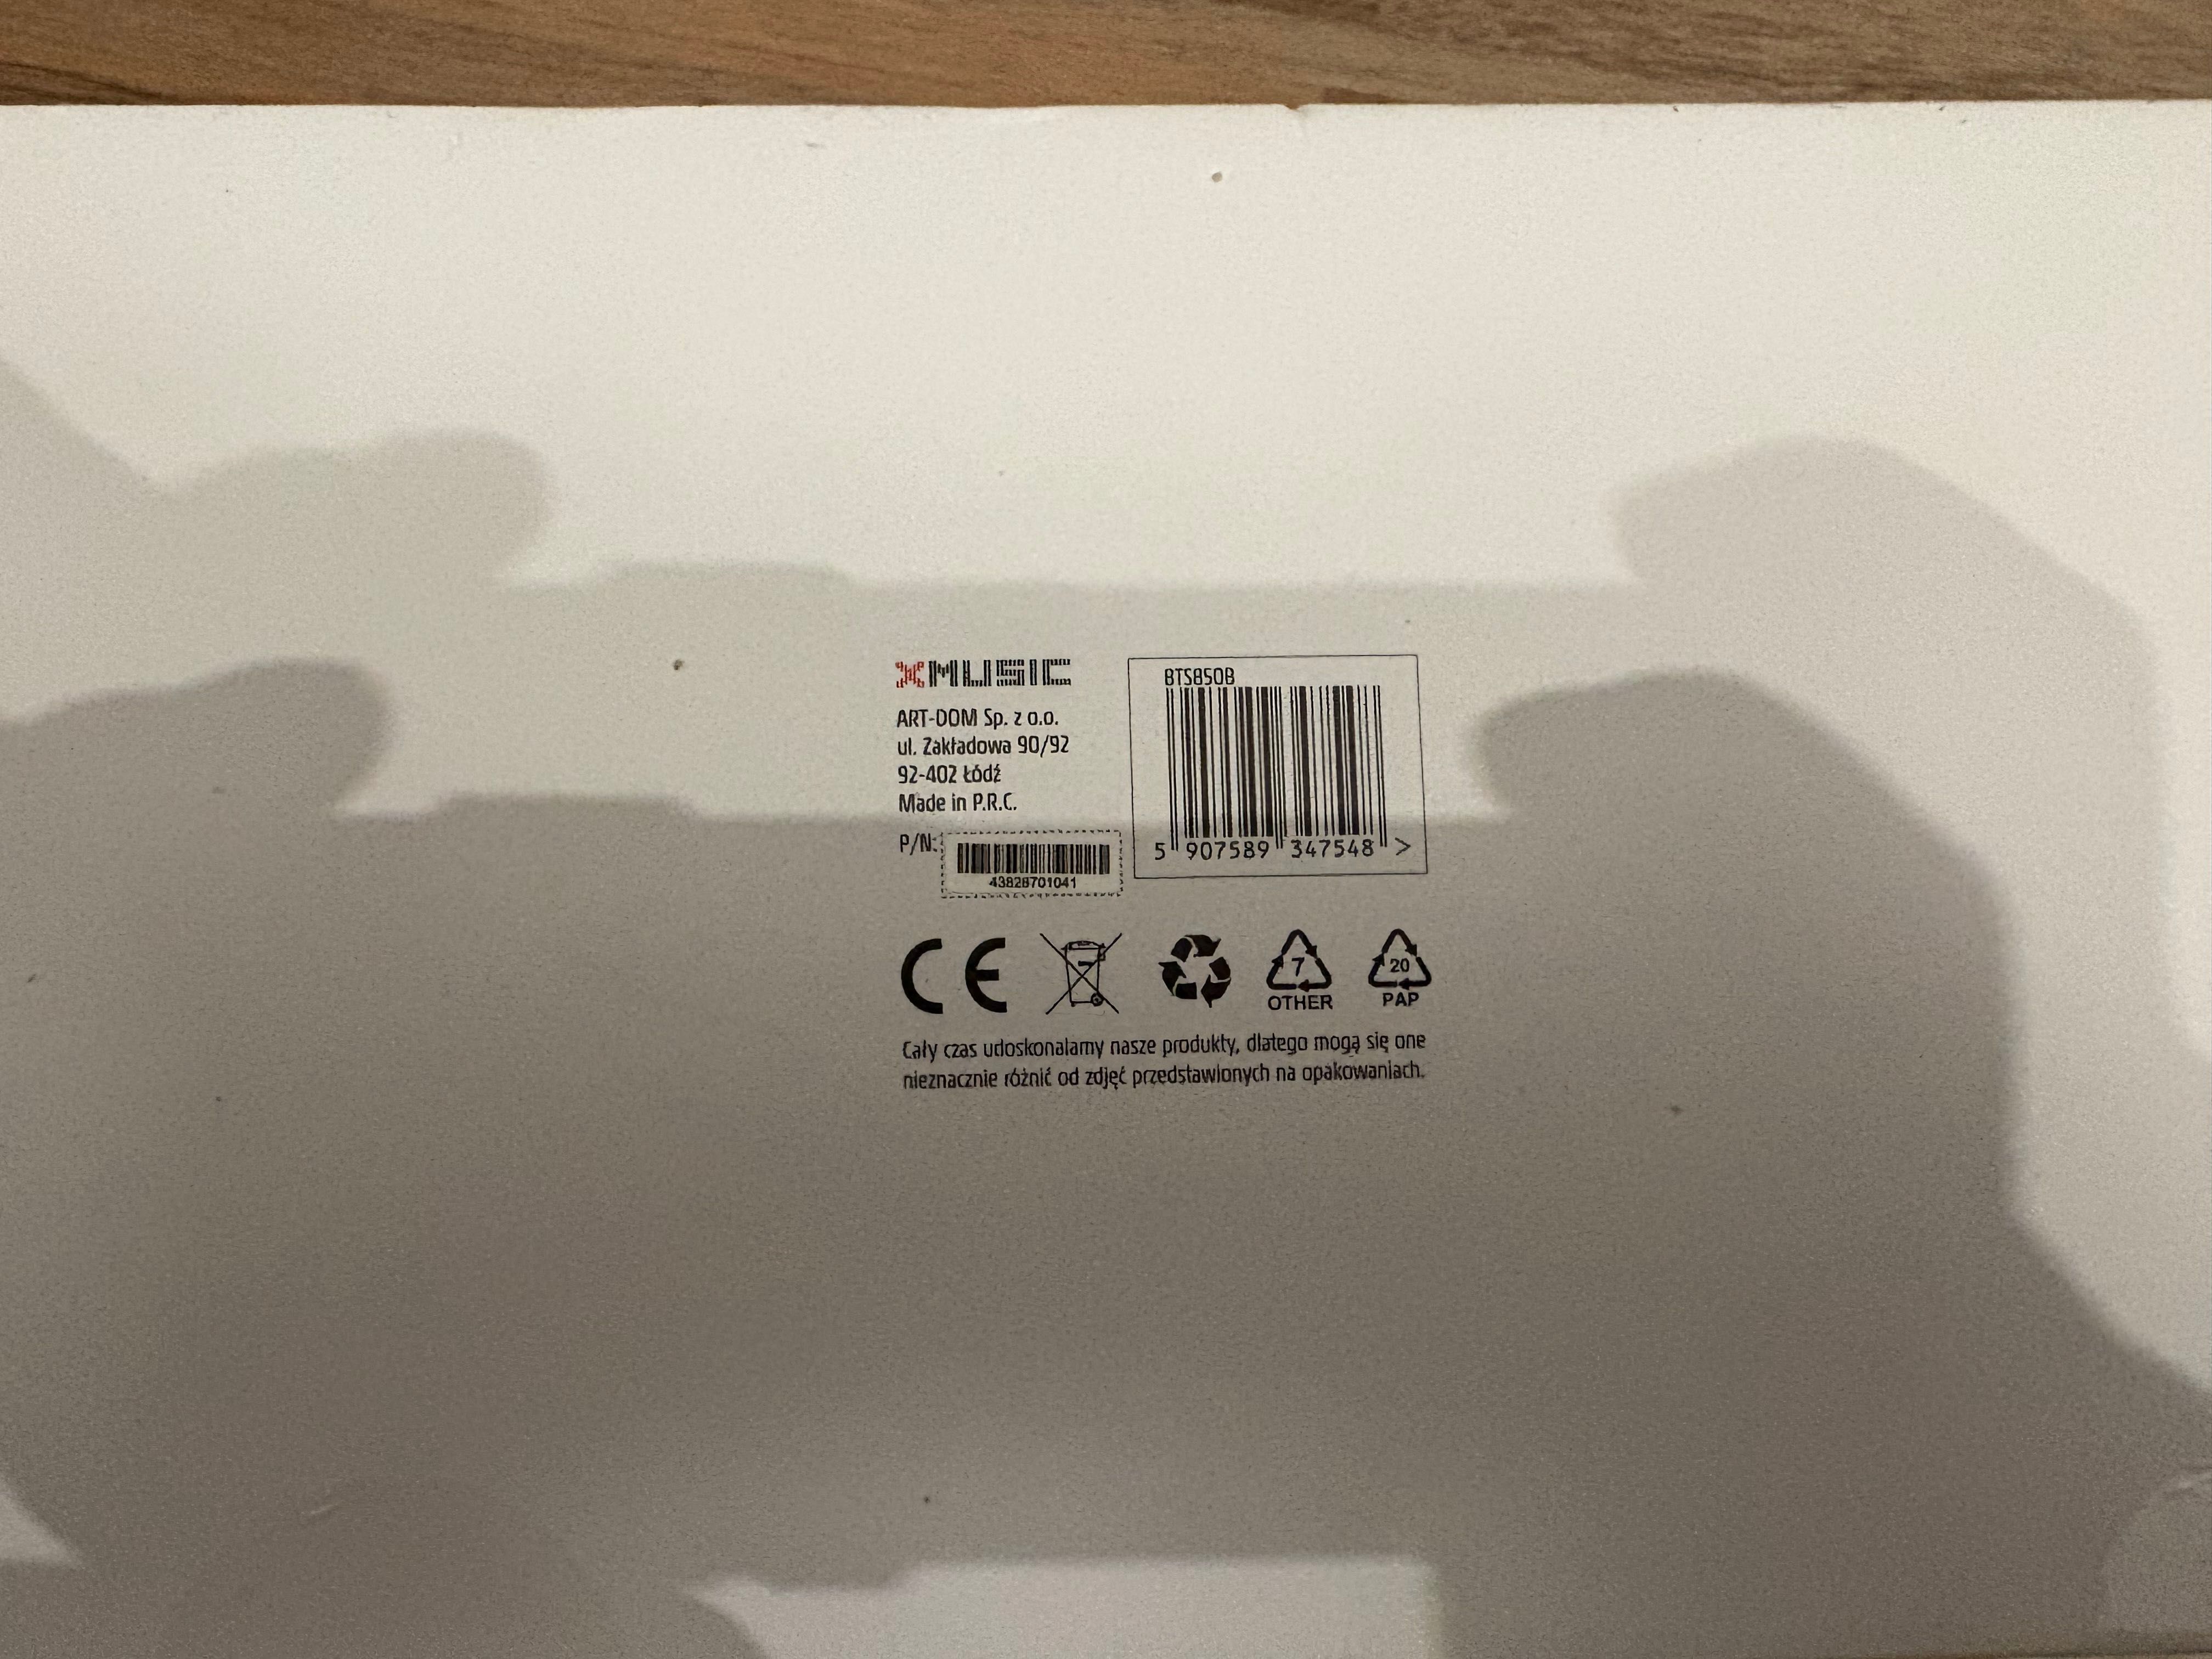 XMUSIC
ART-DOM Sp. z o.o.
ul. Zakładowa 90/92
92-402 Łódź
Made in P.R.C.
P/N:
43828701041
BTS850B
5 907589 347548 >
CE
7
OTHER
20
PAP
Cały czas udoskonalamy nasze produkty, dlatego mogą się one
nieznacznie różnić od zdjęć przedstawionych na opakowaniach.